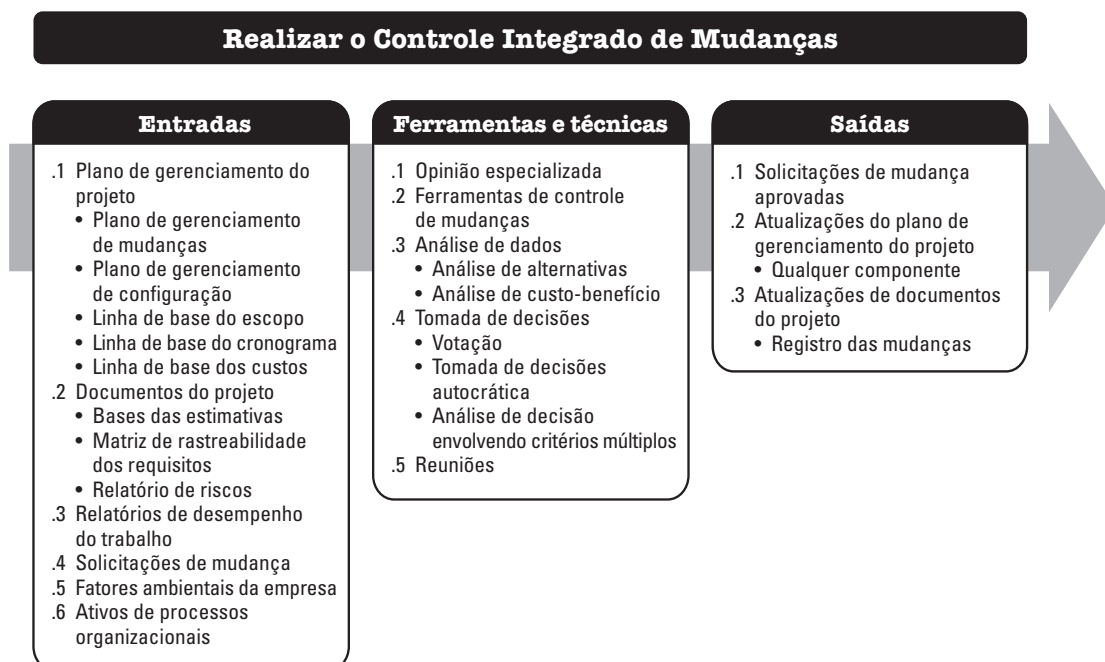 Realizar o Controle Integrado de Mudanças
Entradas
.1 Plano de gerenciamento do
projeto
• Plano de gerenciamento
de mudanças
• Plano de gerenciamento
de configuração
• Linha de base do escopo
• Linha de base do cronograma
• Linha de base dos custos
.2 Documentos do projeto
• Bases das estimativas
• Matriz de rastreabilidade
dos requisitos
• Relatório de riscos
.3 Relatórios de desempenho
do trabalho
.4 Solicitações de mudança
.5 Fatores ambientais da empresa
.6 Ativos de processos
organizacionais
Ferramentas e técnicas
.1 Opinião especializada
.2 Ferramentas de controle
de mudanças
.3 Análise de dados
• Análise de alternativas
• Análise de custo-benefício
.4 Tomada de decisões
• Votação
• Tomada de decisões
autocrática
• Análise de decisão
envolvendo critérios múltiplos
.5 Reuniões
Saídas
.1 Solicitações de mudança
aprovadas
.2 Atualizações do plano de
gerenciamento do projeto
• Qualquer componente
.3 Atualizações de documentos
do projeto
• Registro das mudanças